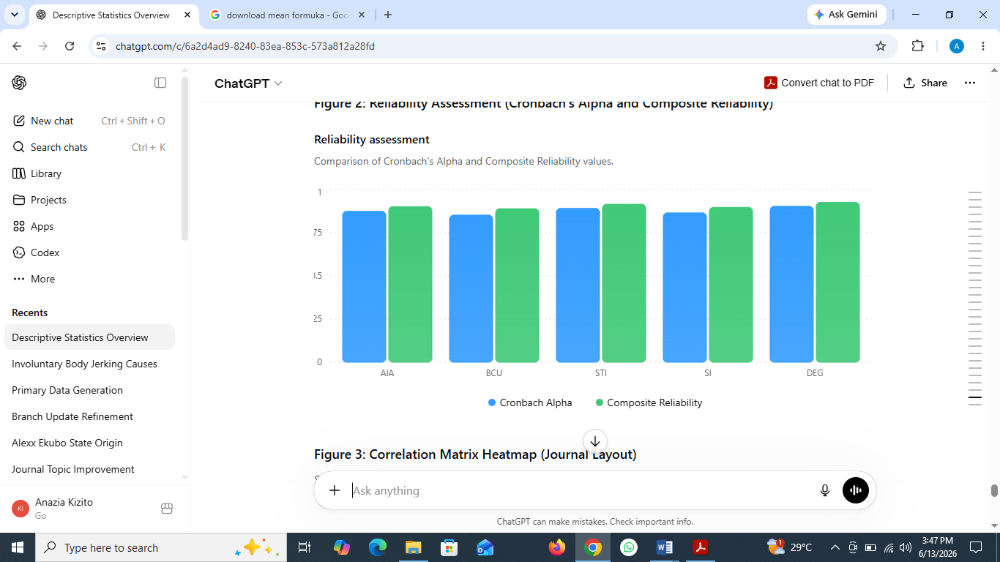 Descriptive Statistics Overview
download mean formuka - Goo
Ask Gemini
chatgpt.com/c/6a2d4ad9-8240-83ea-853c-573a812a28fd
A
ChatGPT
Convert chat to PDF
Share
New chat
Ctrl + Shift + O
Search chats
Ctrl + K
Library
Projects
Apps
Codex
More
Recents
Descriptive Statistics Overview
Involuntary Body Jerking Causes
Primary Data Generation
Branch Update Refinement
Alexx Ekubo State Origin
Journal Topic Improvement
KI
Anazia Kizito
Go
Figure 2: Reliability Assessment (Cronbach's Alpha and Composite Reliability)
Reliability assessment
Comparison of Cronbach's Alpha and Composite Reliability values.
1
75
.5
25
0
AIA
BCU
STI
SI
DEG
Cronbach Alpha
Composite Reliability
Figure 3: Correlation Matrix Heatmap (Journal Layout)
Ask anything
ChatGPT can make mistakes. Check important info.
Type here to search
1
29°C
3:47 PM
6/13/2026